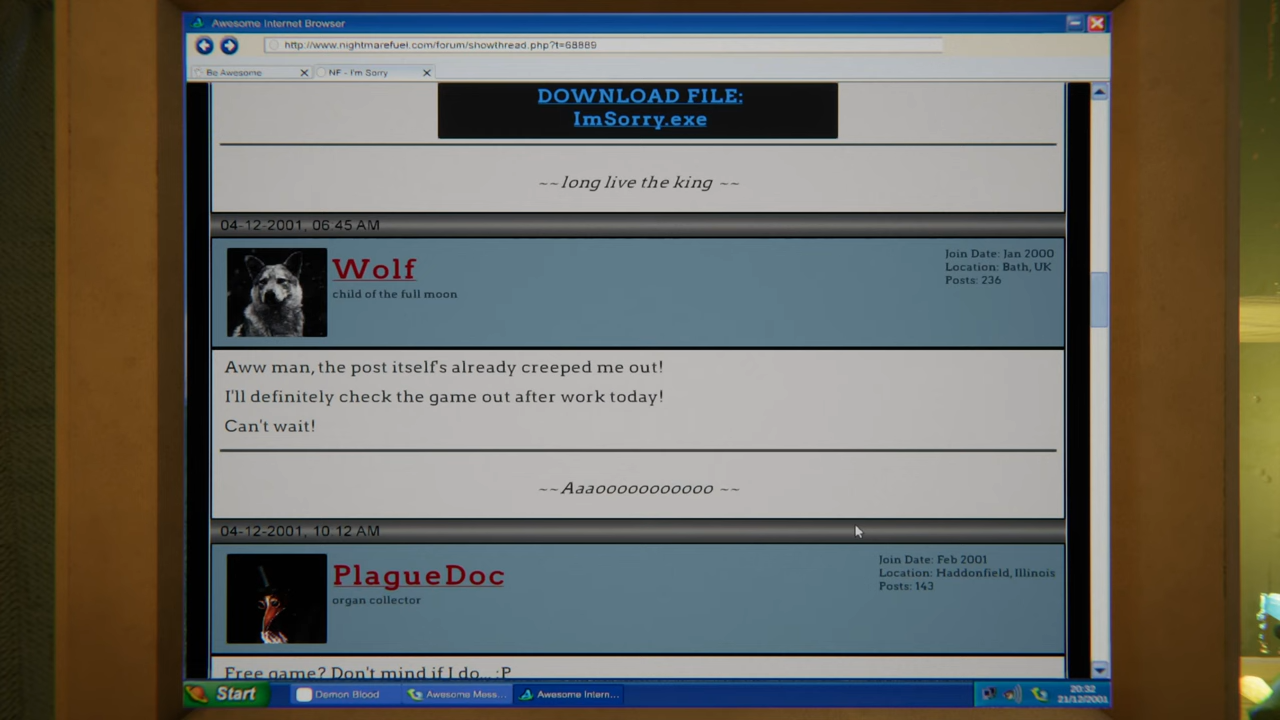 Awesome Internet Browser
http://www.nightmarefuel.com/forum/showthread.php?t=68889
Be Awesome
NF - I'm Sorry
DOWNLOAD FILE:
ImSorry.exe
~~long live the king ~~
04-12-2001, 06:45 AM
Wolf
child of the full moon
Join Date: Jan 2000
Location: Bath, UK
Posts: 236
Aww man, the post itself's already creeped me out!
I'll definitely check the game out after work today!
Can't wait!
~~Aaaooooooooooo ~~
04-12-2001, 10:12 AM
PlagueDoc
organ collector
Join Date: Feb 2001
Location: Haddonfield, Illinois
Posts: 143
Free game? Don't mind if I do... :P
Start
Demon Blood
Awesome Mess...
Awesome Intern...
20:32
21/12/2001